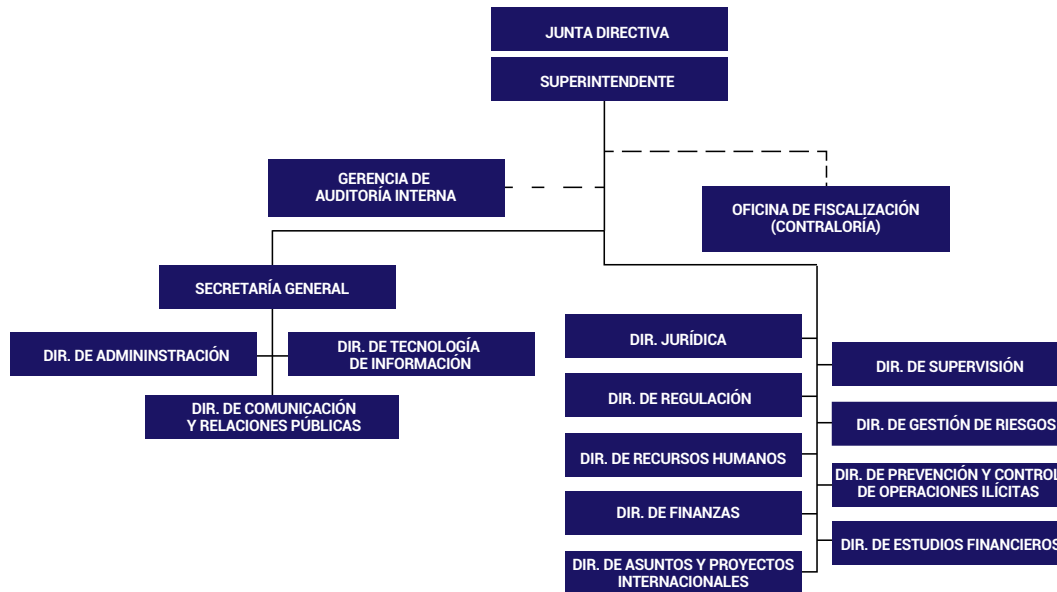 JUNTA DIRECTIVA
SUPERINTENDENTE
GERENCIA DE
AUDITORÍA INTERNA
OFICINA DE FISCALIZACIÓN
(CONTRALORÍA)
SECRETARÍA GENERAL
DIR. DE ADMININSTRACIÓN
DIR. DE TECNOLOGÍA
DE INFORMACIÓN
DIR. DE COMUNICACIÓN
Y RELACIONES PÚBLICAS
DIR. JURÍDICA
DIR. DE REGULACIÓN
DIR. DE RECURSOS HUMANOS
DIR. DE FINANZAS
DIR. DE ASUNTOS Y PROYECTOS
INTERNACIONALES
DIR. DE SUPERVISIÓN
DIR. DE GESTIÓN DE RIESGOS
DIR. DE PREVENCIÓN Y CONTROL
DE OPERACIONES ILÍCITAS
DIR. DE ESTUDIOS FINANCIEROS